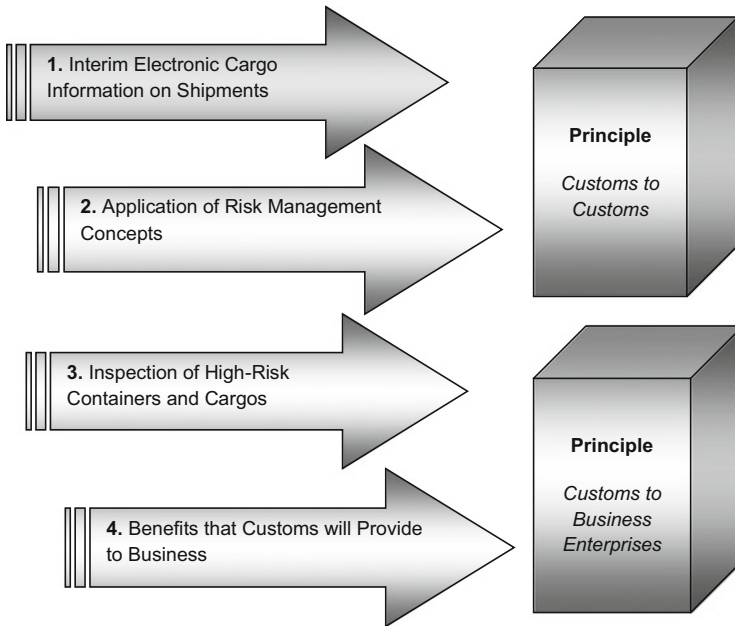 1. Interim Electronic Cargo
Information on Shipments
2. Application of Risk Management
Concepts
3. Inspection of High-Risk
Containers and Cargos
4. Benefits that Customs will Provide
to Business
Principle
Customs to
Customs
Principle
Customs to
Business
Enterprises